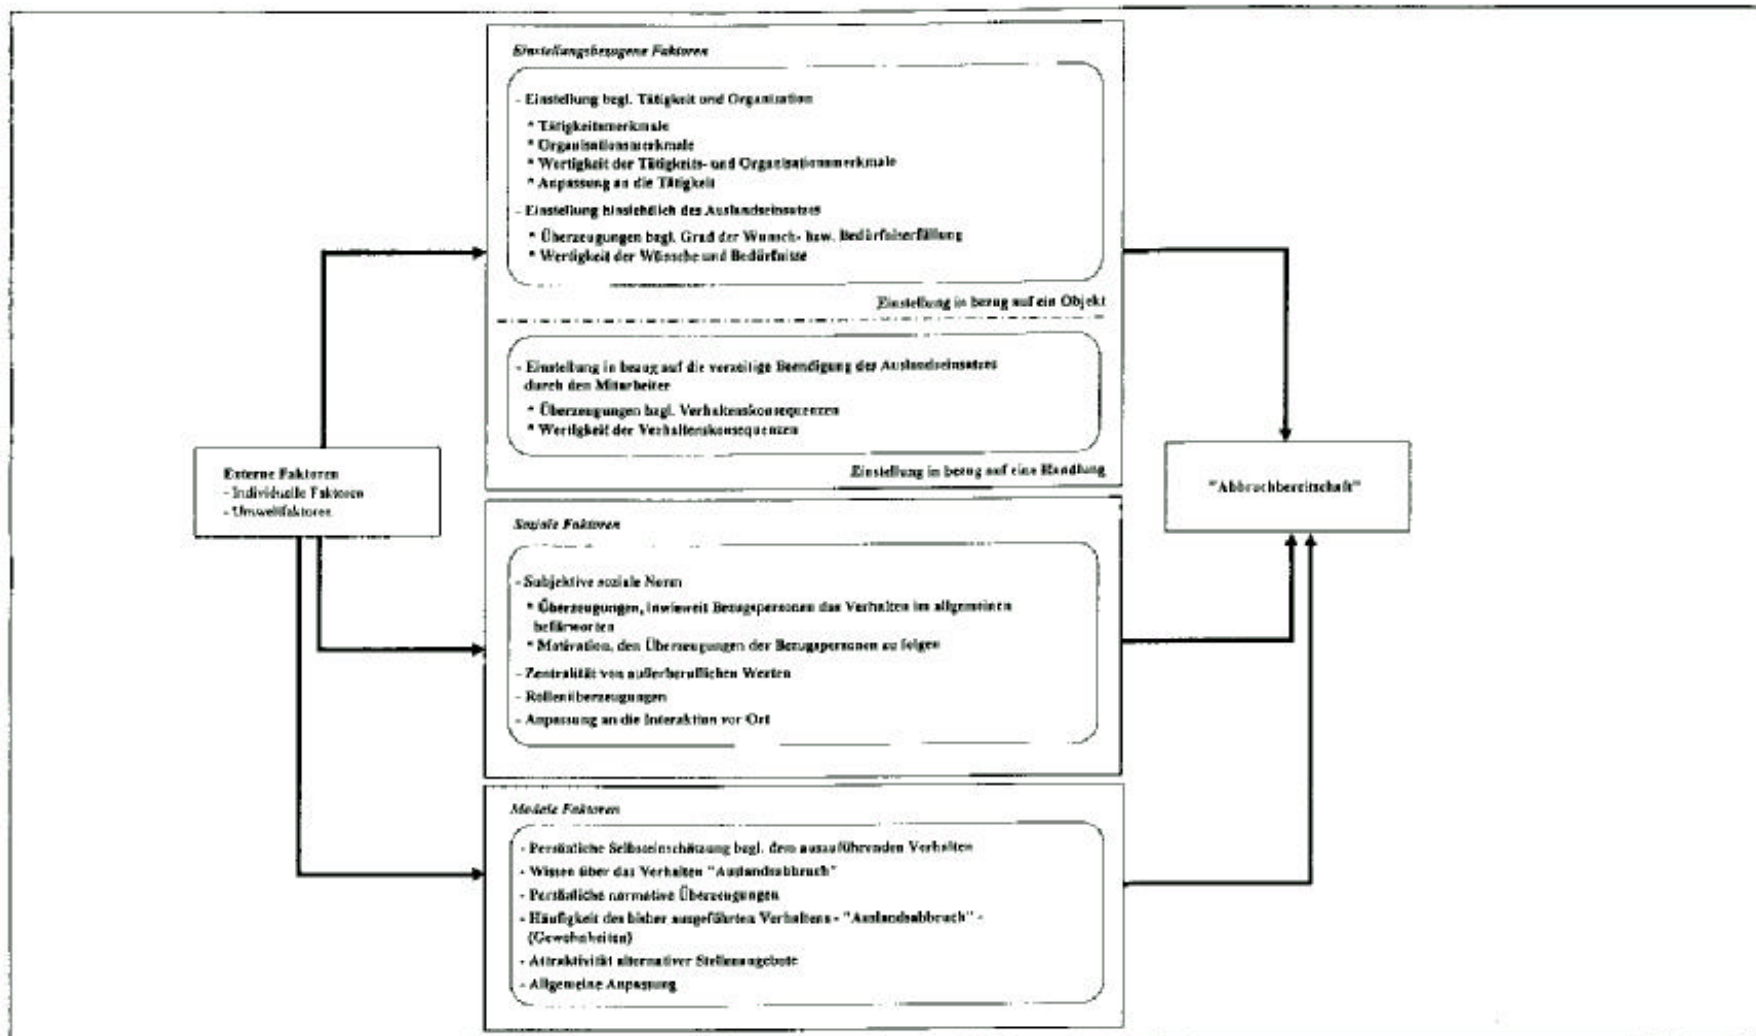 Einstellungsbezogene Faktoren
- Einstellung bzgl. Tätigkeit und Organisation
* Tätigkeitsmerkmale
* Organisationsmerkmale
* Wertigkeit der Tätigkeits- und Organisationsmerkmale
* Anpassung an die Tätigkeit
- Einstellung hinsichtlich des Auslandseinsatzes
* Überzeugungen bzgl. Grad der Wunsch- bzw. Bedürfniserfüllung
* Wertigkeit der Wünsche und Bedürfnisse
Einstellung in bezug auf ein Objekt
- Einstellung in bezug auf die vorzeitige Beendigung des Auslandseinsatzes
durch den Mitarbeiter
* Überzeugungen bzgl. Verhaltenskonsequenzen
* Wertigkeit der Verhaltenskonsequenzen
Einstellung in bezug auf eine Handlung
Externe Faktoren
- Individuelle Faktoren
- Umweltfaktoren
"Abbruchbereitschaft"
Soziale Faktoren
- Subjektive soziale Norm
* Überzeugungen, inwieweit Bezugspersonen das Verhalten im allgemeinen
befürworten
* Motivation, den Überzeugungen der Bezugspersonen zu folgen
- Zentralität von außerberuflichen Werten
- Rollenüberzeugungen
- Anpassung an die Interaktion vor Ort
Modale Faktoren
- Persönliche Selbsteinschätzung bzgl. dem auszuführenden Verhalten
- Wissen über das Verhalten "Auslandsabbruch"
- Persönliche normative Überzeugungen
- Häufigkeit des bisher ausgeführten Verhaltens - "Auslandsabbruch" -
(Gewohnheiten)
- Attraktivität alternativer Stellenangebote
- Allgemeine Anpassung